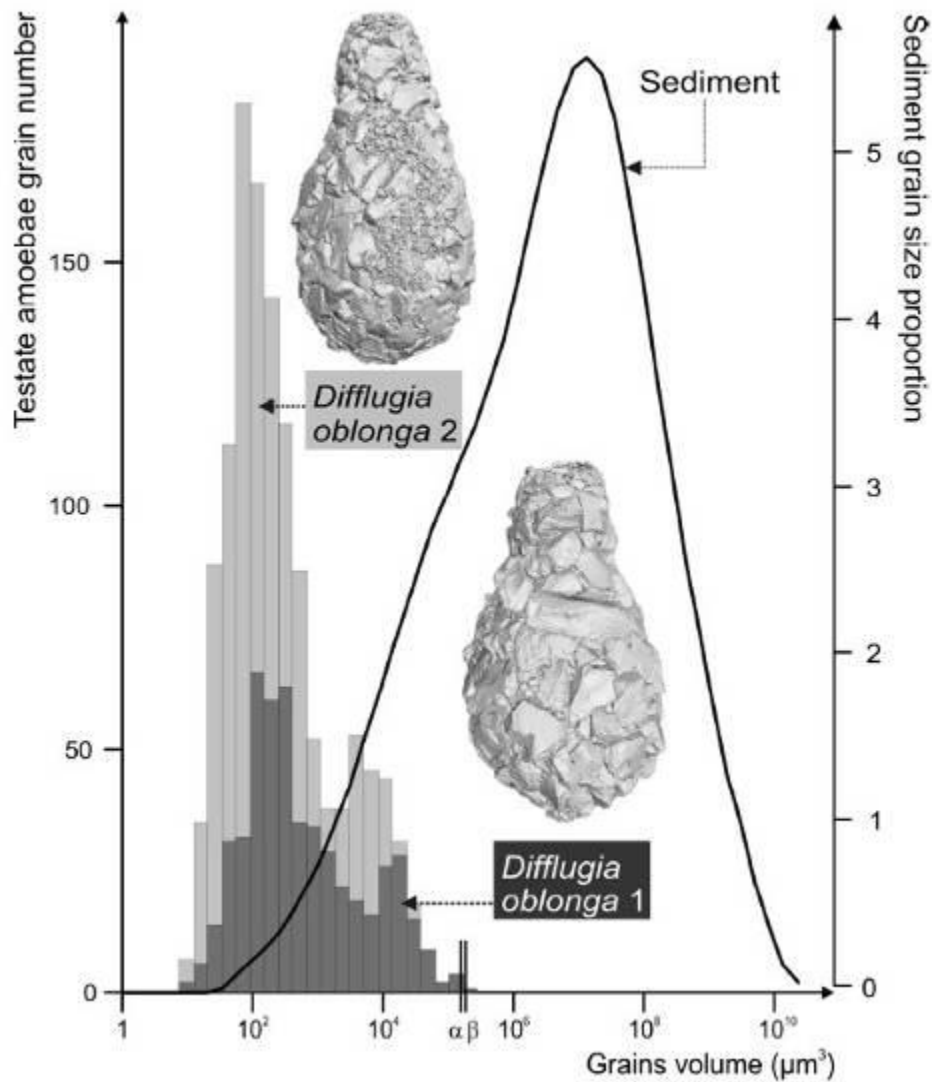 Testate amoebae grain number
Sediment grain size proportion
Sediment
150
100
50
0
5
4
3
2
1
0
Difflugia
oblonga 2
Difflugia
oblonga 1
1
10²
10⁴
αβ
10⁶
10⁸
10¹⁰
Grains volume (µm³)